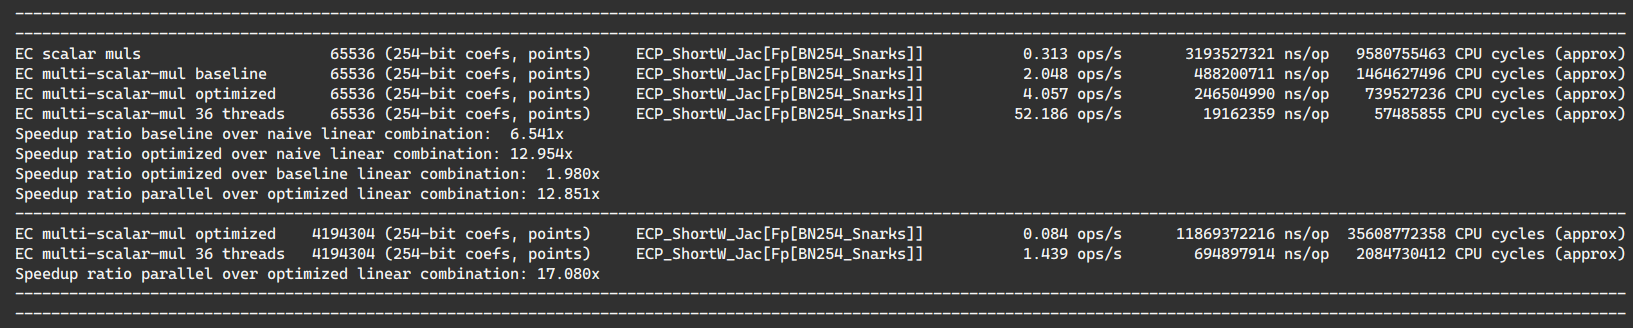 EC scalar muls                     65536 (254-bit coefs, points)     ECP_ShortW_Jac[Fp[BN254_Snarks]]           0.313 ops/s       3193527321 ns/op   9580755463 CPU cycles (approx)
EC multi-scalar-mul baseline       65536 (254-bit coefs, points)     ECP_ShortW_Jac[Fp[BN254_Snarks]]           2.048 ops/s        488200711 ns/op   1464627496 CPU cycles (approx)
EC multi-scalar-mul optimized      65536 (254-bit coefs, points)     ECP_ShortW_Jac[Fp[BN254_Snarks]]           4.057 ops/s        246504990 ns/op    739527236 CPU cycles (approx)
EC multi-scalar-mul 36 threads     65536 (254-bit coefs, points)     ECP_ShortW_Jac[Fp[BN254_Snarks]]          52.186 ops/s         19162359 ns/op     57485855 CPU cycles (approx)
Speedup ratio baseline over naive linear combination:  6.541x
Speedup ratio optimized over naive linear combination: 12.954x
Speedup ratio optimized over baseline linear combination:  1.980x
Speedup ratio parallel over optimized linear combination: 12.851x
EC multi-scalar-mul optimized    4194304 (254-bit coefs, points)     ECP_ShortW_Jac[Fp[BN254_Snarks]]           0.084 ops/s      11869372216 ns/op  35608772358 CPU cycles (approx)
EC multi-scalar-mul 36 threads   4194304 (254-bit coefs, points)     ECP_ShortW_Jac[Fp[BN254_Snarks]]           1.439 ops/s        694897914 ns/op   2084730412 CPU cycles (approx)
Speedup ratio parallel over optimized linear combination: 17.080x